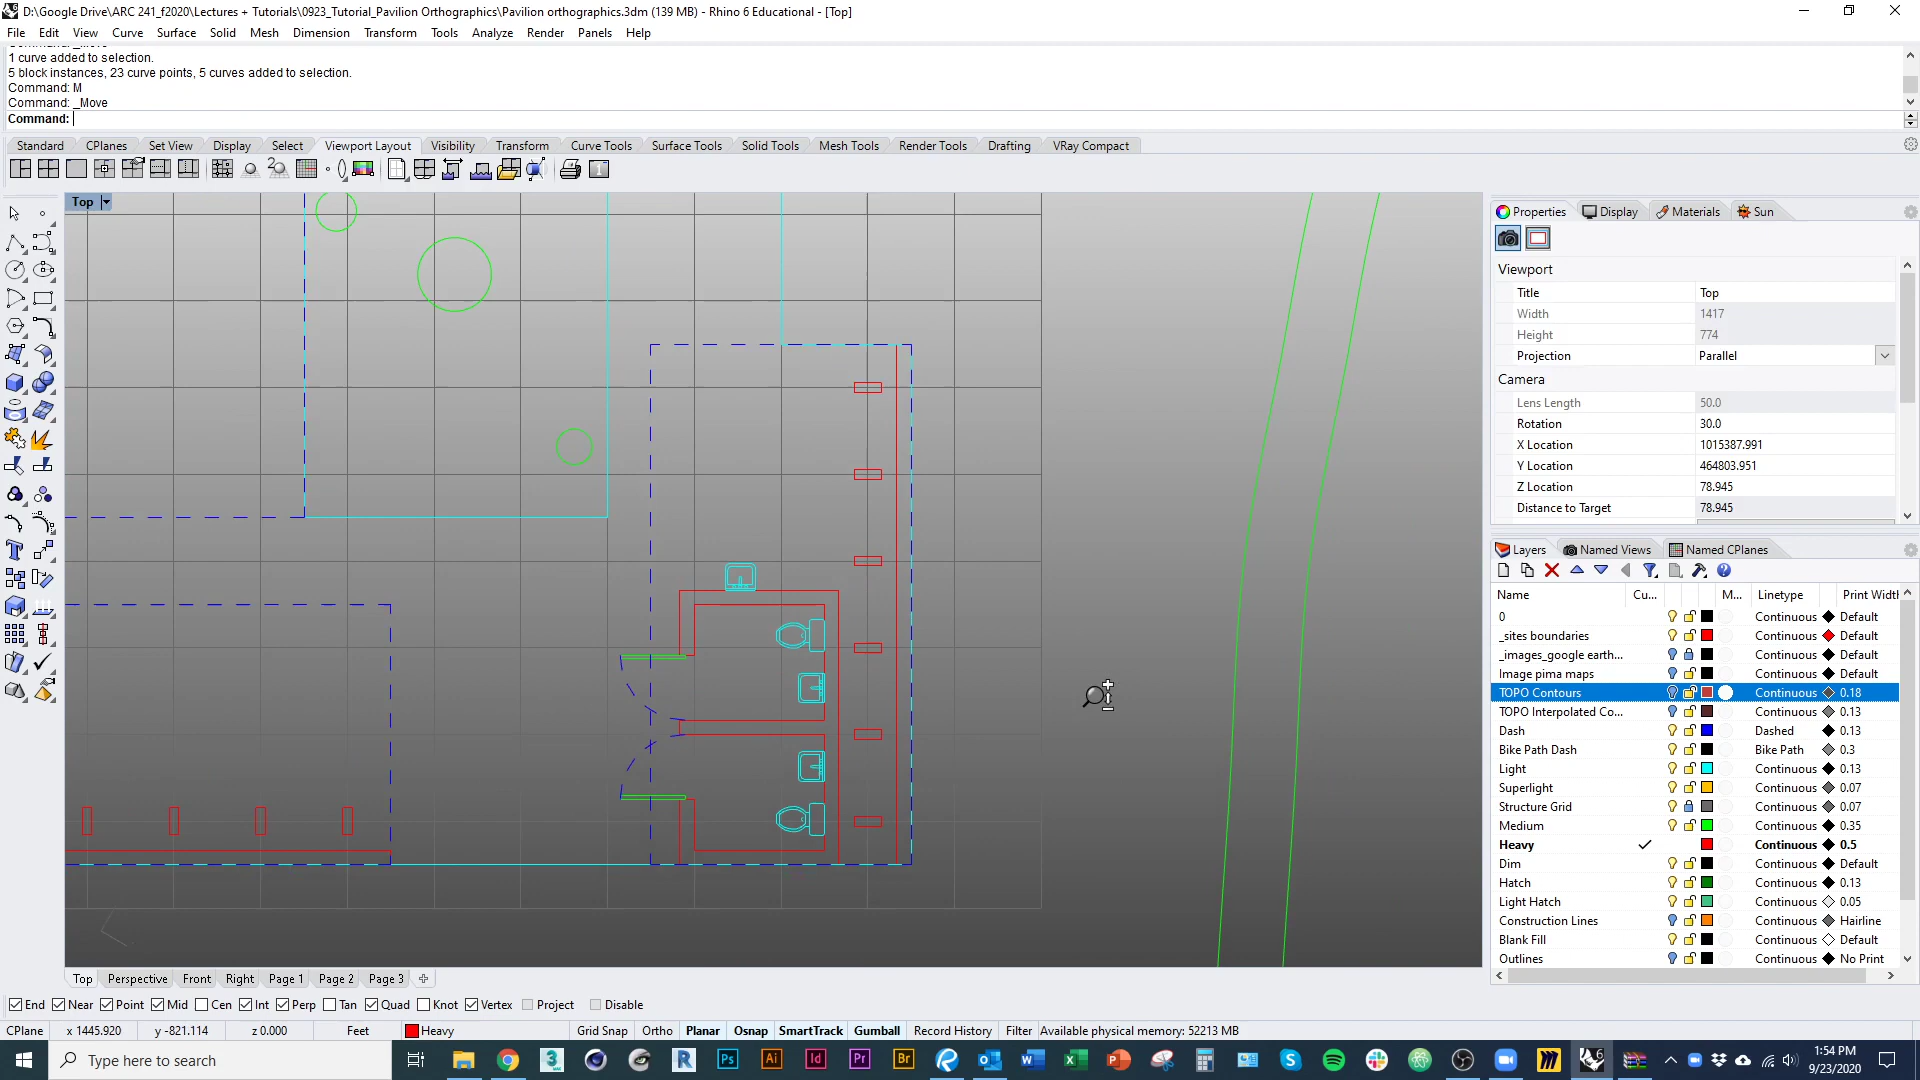 D:\Google Drive\ARC 241_f2020\Lectures + Tutorials\0923_Tutorial_Pavilion Orthographics\Pavilion orthographics.3dm (139 MB) - Rhino 6 Educational - [Top]
File Edit View Curve Surface Solid Mesh Dimension Transform Tools Analyze Render Panels Help
1 curve added to selection.
5 block instances, 23 curve points, 5 curves added to selection.
Command: M
Command: _Move
Command:
Standard CPlanes Set View Display Select Viewport Layout Visibility Transform Curve Tools Surface Tools Solid Tools Mesh Tools Render Tools Drafting VRay Compact
Top
Properties Display Materials Sun
Viewport
Title Top
Width 1417
Height 774
Projection Parallel
Camera
Lens Length 50.0
Rotation 30.0
X Location 1015387.991
Y Location 464803.951
Z Location 78.945
Distance to Target 78.945
Layers Named Views Named CPlanes
Name Cu... M... Linetype Print Width
0 Continuous Default
_sites boundaries Continuous Default
_images_google earth... Continuous Default
Image pima maps Continuous Default
TOPO Contours Continuous 0.18
TOPO Interpolated Co... Continuous 0.13
Dash Dashed 0.13
Bike Path Dash Bike Path 0.3
Light Continuous 0.13
Superlight Continuous 0.07
Structure Grid Continuous 0.07
Medium Continuous 0.35
Heavy Continuous 0.5
Dim Continuous Default
Hatch Continuous 0.13
Light Hatch Continuous 0.05
Construction Lines Continuous Hairline
Blank Fill Continuous Default
Outlines Continuous No Print
Top Perspective Front Right Page 1 Page 2 Page 3
End Near Point Mid Cen Int Perp Tan Quad Knot Vertex Project Disable
CPlane x 1445.920 y -821.114 z 0.000 Feet Heavy Grid Snap Ortho Planar Osnap SmartTrack Gumball Record History Filter Available physical memory: 52213 MB
Type here to search
1:54 PM
9/23/2020